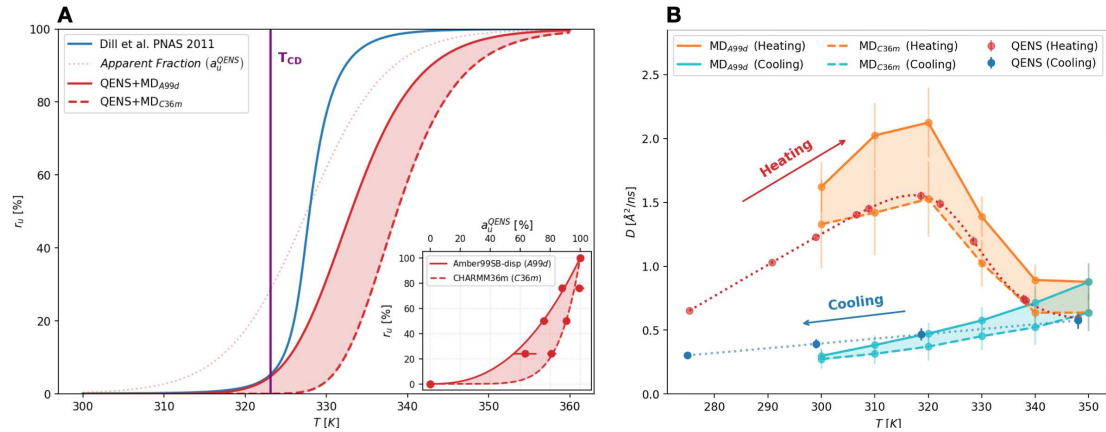 A
100
80
60
40
20
0
r_u [%]
Dill et al. PNAS 2011
Apparent Fraction (a_u^QENS)
QENS+MD_A99d
QENS+MD_C36m
T_CD
300
310
320
330
340
350
360
T [K]
a_u^QENS [%]
0
20
40
60
80
100
Amber99SB-disp (A99d)
CHARMM36m (C36m)
100
80
60
40
20
0
r_u [%]
B
MD_A99d (Heating)
MD_A99d (Cooling)
MD_C36m (Heating)
MD_C36m (Cooling)
QENS (Heating)
QENS (Cooling)
2.5
2.0
1.5
1.0
0.5
0.0
D [Å²/ns]
Heating
Cooling
275
300
310
320
330
340
350
T [K]